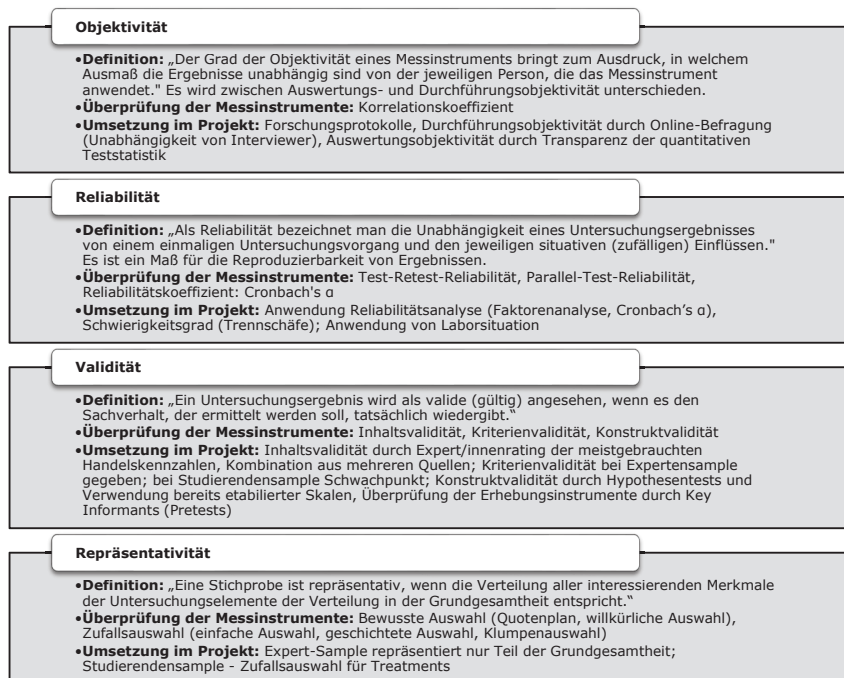 Objektivität
•Definition: „Der Grad der Objektivität eines Messinstruments bringt zum Ausdruck, in welchem
Ausmaß die Ergebnisse unabhängig sind von der jeweiligen Person, die das Messinstrument
anwendet." Es wird zwischen Auswertungs- und Durchführungsobjektivität unterschieden.
•Überprüfung der Messinstrumente: Korrelationskoeffizient
•Umsetzung im Projekt: Forschungsprotokolle, Durchführungsobjektivität durch Online-Befragung
(Unabhängigkeit von Interviewer), Auswertungsobjektivität durch Transparenz der quantitativen
Teststatistik
Reliabilität
•Definition: „Als Reliabilität bezeichnet man die Unabhängigkeit eines Untersuchungsergebnisses
von einem einmaligen Untersuchungsvorgang und den jeweiligen situativen (zufälligen) Einflüssen."
Es ist ein Maß für die Reproduzierbarkeit von Ergebnissen.
•Überprüfung der Messinstrumente: Test-Retest-Reliabilität, Parallel-Test-Reliabilität,
Reliabilitätskoeffizient: Cronbach's α
•Umsetzung im Projekt: Anwendung Reliabilitätsanalyse (Faktorenanalyse, Cronbach’s α),
Schwierigkeitsgrad (Trennschäfe); Anwendung von Laborsituation
Validität
•Definition: „Ein Untersuchungsergebnis wird als valide (gültig) angesehen, wenn es den
Sachverhalt, der ermittelt werden soll, tatsächlich wiedergibt.“
•Überprüfung der Messinstrumente: Inhaltsvalidität, Kriterienvalidität, Konstruktvalidität
•Umsetzung im Projekt: Inhaltsvalidität durch Expert/innenrating der meistgebrauchten
Handelskennzahlen, Kombination aus mehreren Quellen; Kriterienvalidität bei Expertensample
gegeben; bei Studierendensample Schwachpunkt; Konstruktvalidität durch Hypothesentests und
Verwendung bereits etabilierter Skalen, Überprüfung der Erhebungsinstrumente durch Key
Informants (Pretests)
Repräsentativität
•Definition: „Eine Stichprobe ist repräsentativ, wenn die Verteilung aller interessierenden Merkmale
der Untersuchungselemente der Verteilung in der Grundgesamtheit entspricht.“
•Überprüfung der Messinstrumente: Bewusste Auswahl (Quotenplan, willkürliche Auswahl),
Zufallsauswahl (einfache Auswahl, geschichtete Auswahl, Klumpenauswahl)
•Umsetzung im Projekt: Expert-Sample repräsentiert nur Teil der Grundgesamtheit;
Studierendensample - Zufallsauswahl für Treatments